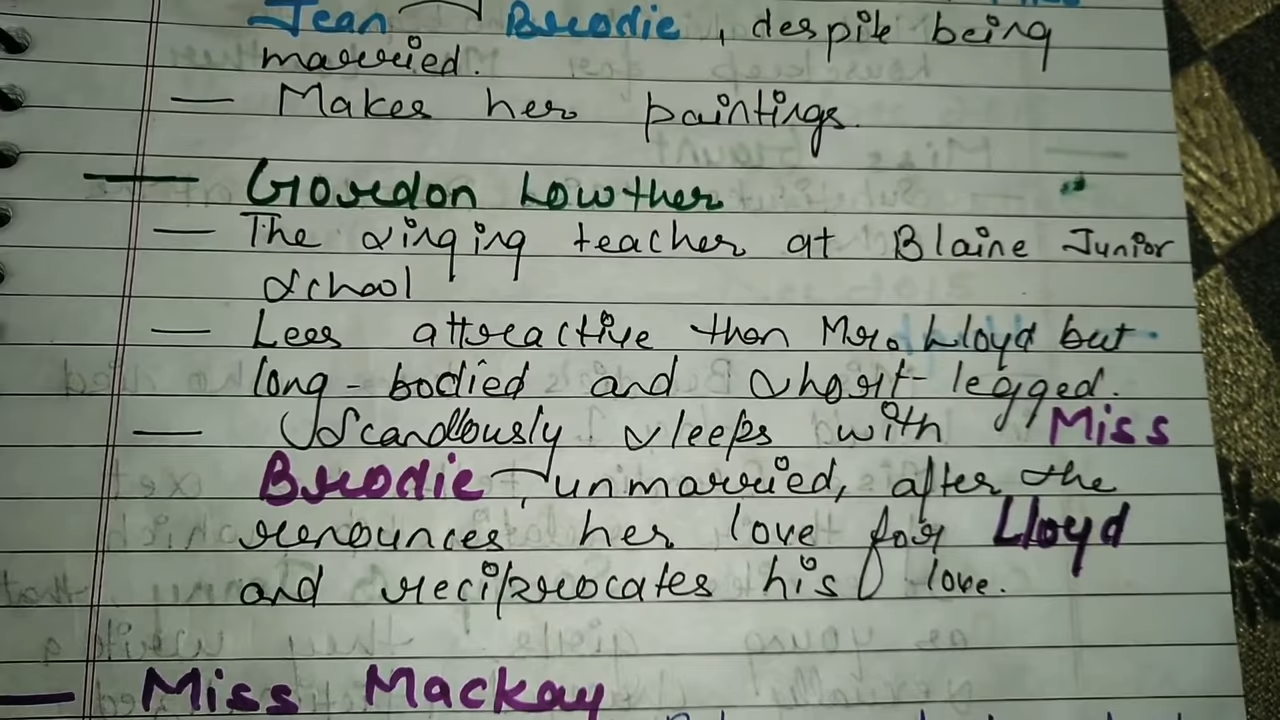 Jean Brodie, despite being
married.
— Makes her paintings.
— Gordon Lowther
— The singing teacher at Blaine Junior
School
— Less attractive than Mr. Lloyd but
long-bodied and short-legged.
— Scandlously sleeps with Miss
Brodie, unmarried, after the
renounces her love for Lloyd
and reciprocates his love.
— Miss Mackay